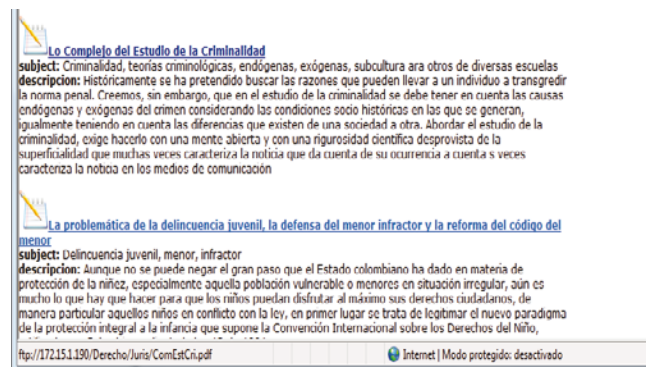 Lo Complejo del Estudio de la Criminalidad
subject: Criminalidad, teorías criminológicas, endógenas, exógenas, subcultura ara otros de diversas escuelas
descripcion: Históricamente se ha pretendido buscar las razones que pueden llevar a un individuo a transgredir
la norma penal. Creemos, sin embargo, que en el estudio de la criminalidad se debe tener en cuenta las causas
endógenas y exógenas del crimen considerando las condiciones socio históricas en las que se generan,
igualmente teniendo en cuenta las diferencias que existen de una sociedad a otra. Abordar el estudio de la
criminalidad, exige hacerlo con una mente abierta y con una rigurosidad científica desprovista de la
superficialidad que muchas veces caracteriza la noticia que da cuenta de su ocurrencia a cuenta s veces
caracteriza la noticia en los medios de comunicación
La problemática de la delincuencia juvenil, la defensa del menor infractor y la reforma del código del
menor
subject: Delincuencia juvenil, menor, infractor
descripcion: Aunque no se puede negar el gran paso que el Estado colombiano ha dado en materia de
protección de la niñez, especialmente aquella población vulnerable o menores en situación irregular, aún es
mucho lo que hay que hacer para que los niños puedan disfrutar al máximo sus derechos ciudadanos, de
manera particular aquellos niños en conflicto con la ley, en primer lugar se trata de legitimar el nuevo paradigma
de la protección integral a la infancia que supone la Convención Internacional sobre los Derechos del Niño,
ftp://172.15.1.190/Derecho/Juris/ComEstCri.pdf
Internet | Modo protegido: desactivado